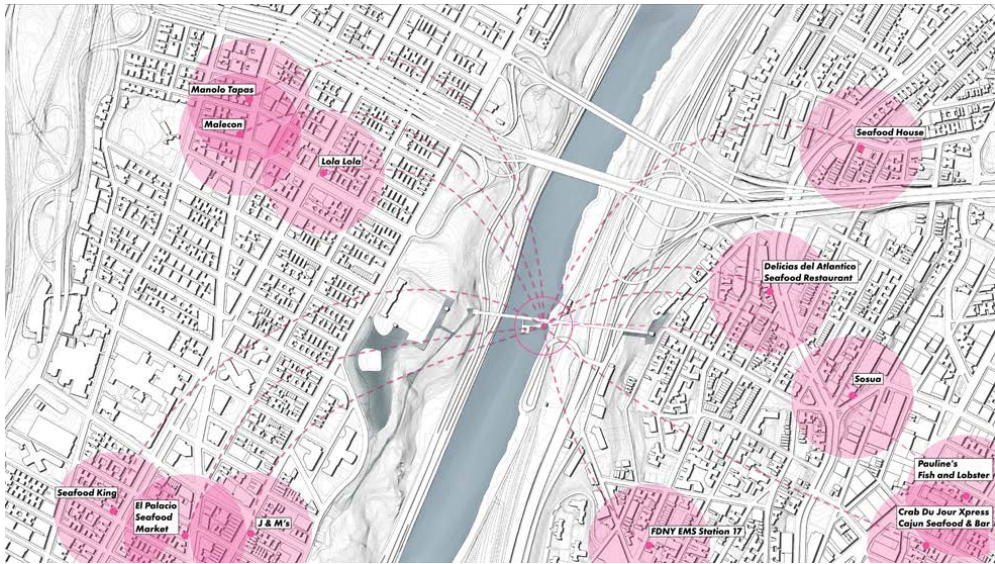 Manolo Tapas
Malecon
Lola Lola
Seafood House
Delicias del Atlantico
Seafood Restaurant
Sosua
Pauline's
Fish and Lobster
Crab Du Jour Xpress
Cajun Seafood & Bar
FDNY EMS Station 17
Seafood King
El Palacio
Seafood
Market
J & M's